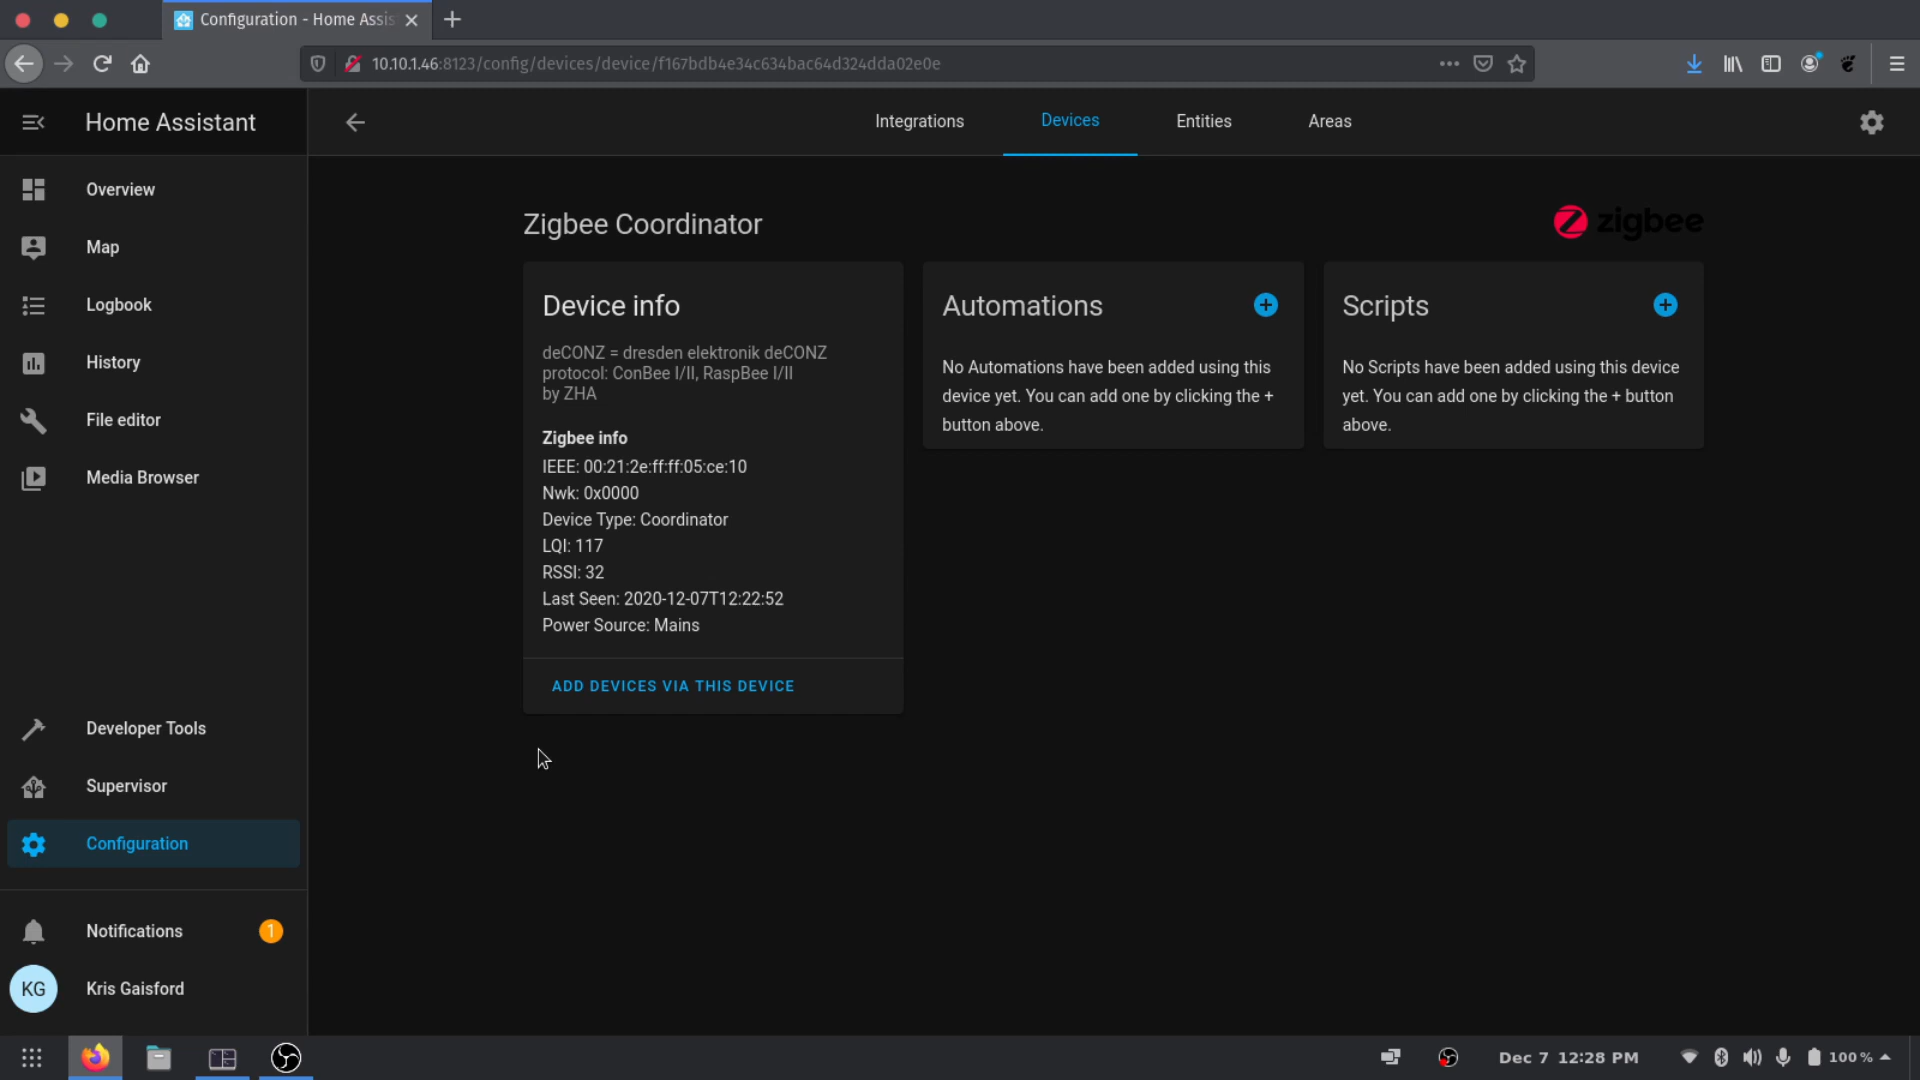 Configuration - Home Assis
10.10.1.46:8123/config/devices/device/f167bdb4e34c634bac64d324dda02e0e
Home Assistant
Integrations
Devices
Entities
Areas
Overview
Map
Logbook
History
File editor
Media Browser
Developer Tools
Supervisor
Configuration
Notifications
1
KG
Kris Gaisford
Zigbee Coordinator
zigbee
Device info
deCONZ = dresden elektronik deCONZ
protocol: ConBee I/II, RaspBee I/II
by ZHA
Zigbee info
IEEE: 00:21:2e:ff:ff:05:ce:10
Nwk: 0x0000
Device Type: Coordinator
LQI: 117
RSSI: 32
Last Seen: 2020-12-07T12:22:52
Power Source: Mains
ADD DEVICES VIA THIS DEVICE
Automations
No Automations have been added using this
device yet. You can add one by clicking the +
button above.
Scripts
No Scripts have been added using this device
yet. You can add one by clicking the + button
above.
Dec 7 12:28 PM
100%